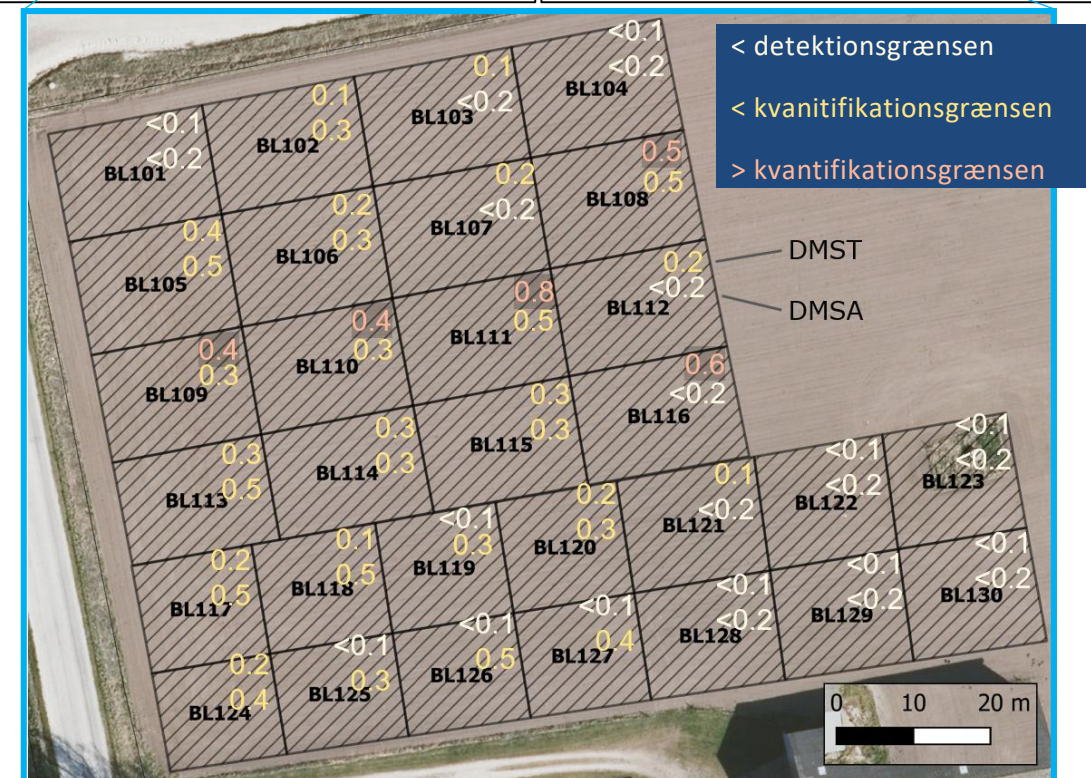 < detektionsgrænsen
< kvanitifikationsgrænsen
> kvantifikationsgrænsen
<0.1
<0.2
BL101
0.1
0.3
BL102
0.1
<0.2
BL103
<0.1
<0.2
BL104
0.4
0.5
BL105
0.2
0.3
BL106
0.2
<0.2
BL107
0.5
0.5
BL108
0.4
0.3
BL109
0.4
0.3
BL110
0.8
0.5
BL111
0.2
<0.2
BL112
DMST
DMSA
0.3
0.5
BL113
0.3
0.3
BL114
0.3
0.3
BL115
0.6
<0.2
BL116
0.2
0.5
BL117
0.1
0.5
BL118
<0.1
0.3
BL119
0.2
0.3
BL120
0.1
<0.2
BL121
<0.1
<0.2
BL122
<0.1
<0.2
BL123
0.2
0.4
BL124
<0.1
0.3
BL125
<0.1
0.5
BL126
<0.1
0.4
BL127
<0.1
<0.2
BL128
<0.1
<0.2
BL129
<0.1
<0.2
BL130
0 10 20 m